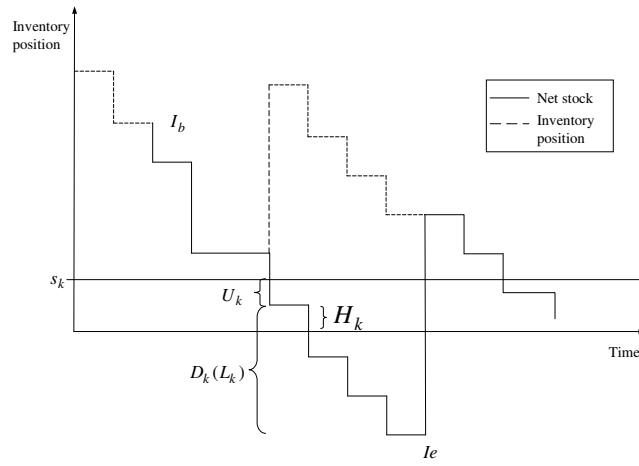 Inventory
position
I_b
Net stock
Inventory
position
s_k
U_k
H_k
Time
D_k(L_k)
Ie